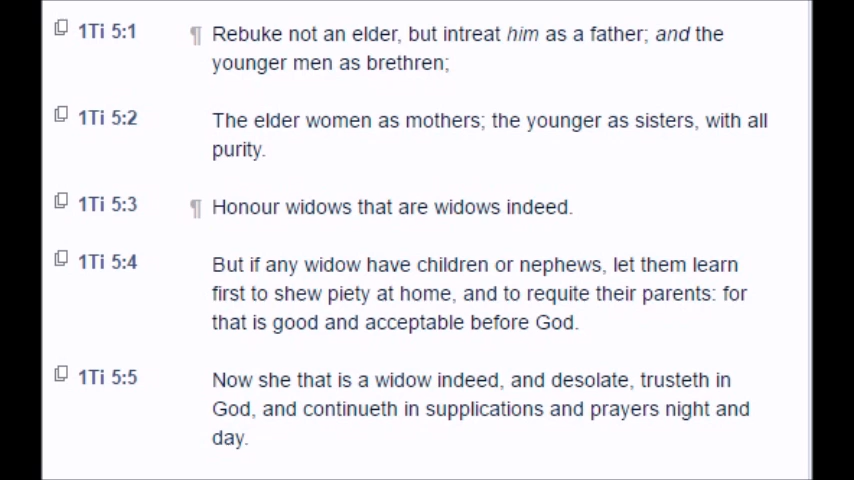 1Ti 5:1 ¶ Rebuke not an elder, but intreat him as a father; and the
younger men as brethren;
1Ti 5:2 The elder women as mothers; the younger as sisters, with all
purity.
1Ti 5:3 ¶ Honour widows that are widows indeed.
1Ti 5:4 But if any widow have children or nephews, let them learn
first to shew piety at home, and to requite their parents: for
that is good and acceptable before God.
1Ti 5:5 Now she that is a widow indeed, and desolate, trusteth in
God, and continueth in supplications and prayers night and
day.